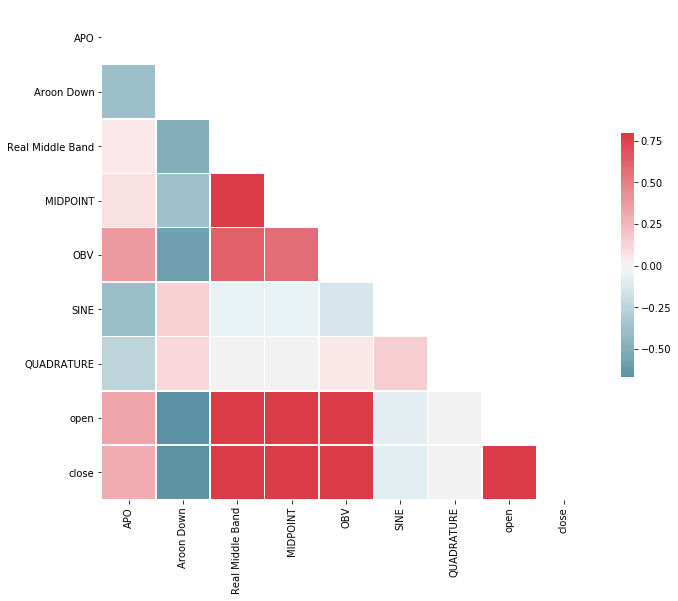 APO
Aroon Down
Real Middle Band
MIDPOINT
OBV
SINE
QUADRATURE
open
close
APO
Aroon Down
Real Middle Band
MIDPOINT
OBV
SINE
QUADRATURE
open
close
0.75
0.50
0.25
0.00
−0.25
−0.50